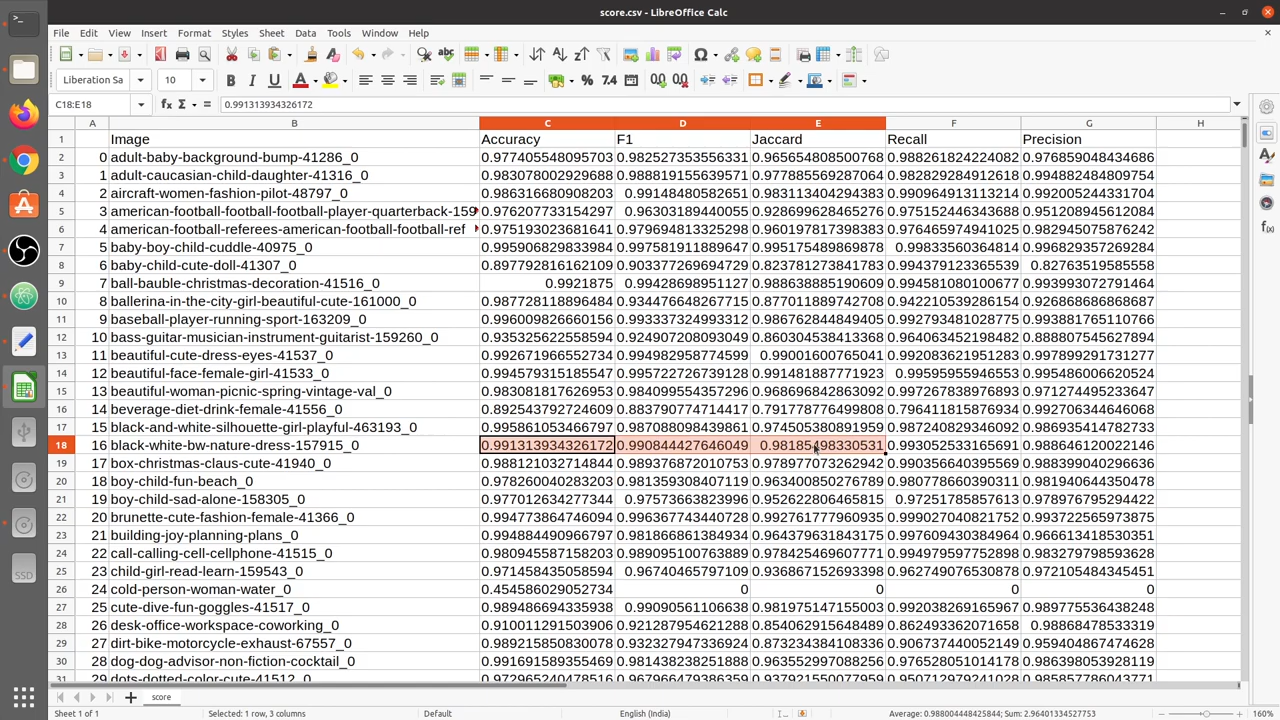 score.csv - LibreOffice Calc
File Edit View Insert Format Styles Sheet Data Tools Window Help
Liberation Sa 10
C18:E18 0.991313934326172
A B C D E F G H
1 Image Accuracy F1 Jaccard Recall Precision
2 0 adult-baby-background-bump-41286_0 0.977405548095703 0.982527353556331 0.965654808500768 0.988261824224082 0.976859048434686
3 1 adult-caucasian-child-daughter-41316_0 0.983078002929688 0.988819155639571 0.977885569287064 0.982829284912618 0.994882484809754
4 2 aircraft-women-fashion-pilot-48797_0 0.986316680908203 0.99148480582651 0.983113404294383 0.990964913113214 0.992005244331704
5 3 american-football-football-football-player-quarterback-159 0.976207733154297 0.96303189440055 0.928699628465276 0.975152446343688 0.951208945612084
6 4 american-football-referees-american-football-football-ref 0.975193023681641 0.979694813325298 0.960197817398383 0.976465974941025 0.982945075876242
7 5 baby-boy-child-cuddle-40975_0 0.995906829833984 0.997581911939647 0.995175489869878 0.99833560364814 0.996829357269284
8 6 baby-child-cute-doll-41307_0 0.897792816162109 0.903377269694729 0.823781273841783 0.994379123365539 0.82763519585558
9 7 ball-bauble-christmas-decoration-41516_0 0.9921875 0.99428698951127 0.988638885190609 0.994581080100677 0.993993072791464
10 8 ballerina-in-the-city-girl-beautiful-cute-161000_0 0.987728118896484 0.934476648267715 0.877011889742708 0.942210539286154 0.926868686868687
11 9 baseball-player-running-sport-163209_0 0.996009826660156 0.993337324993312 0.986762844849405 0.992793481028775 0.993881765110766
12 10 bass-guitar-musician-instrument-guitarist-159260_0 0.935325622558594 0.924907208093049 0.860304538413368 0.964063452198482 0.888807545627894
13 11 beautiful-cute-dress-eyes-41537_0 0.992671966552734 0.994982958774599 0.99001600765041 0.992083621951283 0.997899291731277
14 12 beautiful-face-female-girl-41533_0 0.994579315185547 0.995722726739218 0.991481887771923 0.99595955946553 0.995486006620524
15 13 beautiful-woman-picnic-spring-vintage-val_0 0.983081817626953 0.984099554357296 0.96869842863092 0.997267838978693 0.971274495233647
16 14 beverage-diet-drink-female-41556_0 0.892543792724609 0.883790774714417 0.791778776499808 0.796411815876934 0.992706034671068
17 15 black-and-white-silhouette-girl-playful-463193_0 0.995861053466797 0.987088098436961 0.974505380891959 0.987240829346092 0.986935414782733
18 16 black-white-bw-nature-dress-157915_0 0.991313934326172 0.990844427646049 0.98185498330531 0.993052533165691 0.988646120022146
19 17 box-christmas-claus-cute-41940_0 0.988121032714844 0.989376872010753 0.978977073262942 0.990356640395569 0.988399040296636
20 18 boy-child-fun-beach_0 0.978260040283203 0.981359308407119 0.963400850276789 0.980778660390311 0.981940644350478
21 19 boy-child-sad-alone-158305_0 0.977012634277344 0.97573663823996 0.952622806465815 0.97251785857613 0.978976795294422
22 20 brunette-cute-fashion-female-41366_0 0.994773864746094 0.996367743440728 0.992761777960935 0.999027040821752 0.993722565973875
23 21 building-joy-planning-plans_0 0.994884490966797 0.981866861384934 0.964379631843175 0.997609430384964 0.966613418530351
24 22 call-calling-cell-cellphone-41515_0 0.980945587158203 0.989095100763889 0.978425469607771 0.994979597752898 0.983279798593628
25 23 child-girl-read-learn-159543_0 0.971458435058594 0.96740465797109 0.936867152693398 0.962749076530878 0.972105484345451
26 24 cold-person-woman-water_0 0.454586029052734 0 0 0 0
27 25 cute-dive-fun-goggles-41517_0 0.989486694335938 0.99090561106638 0.981975147155003 0.992038269165967 0.989775536438248
28 26 desk-office-workspace-coworking_0 0.910011291503906 0.921287954621288 0.854062915648489 0.862493362071658 0.98868478533319
29 27 dirt-bike-motorcycle-exhaust-67557_0 0.989215850830078 0.932327947336924 0.873234384108336 0.906737440052149 0.959404867474628
30 28 dog-dog-advisor-non-fiction-cocktail_0 0.991691589355469 0.981438238251888 0.963552997088256 0.976528051014178 0.986398053928119
31 29 dots-dotted-color-cute-41512_0
score
Sheet 1 of 1 Selected: 1 row, 3 columns Default English (India) Average: 0.988004448425844; Sum: 2.96401334527753 160%